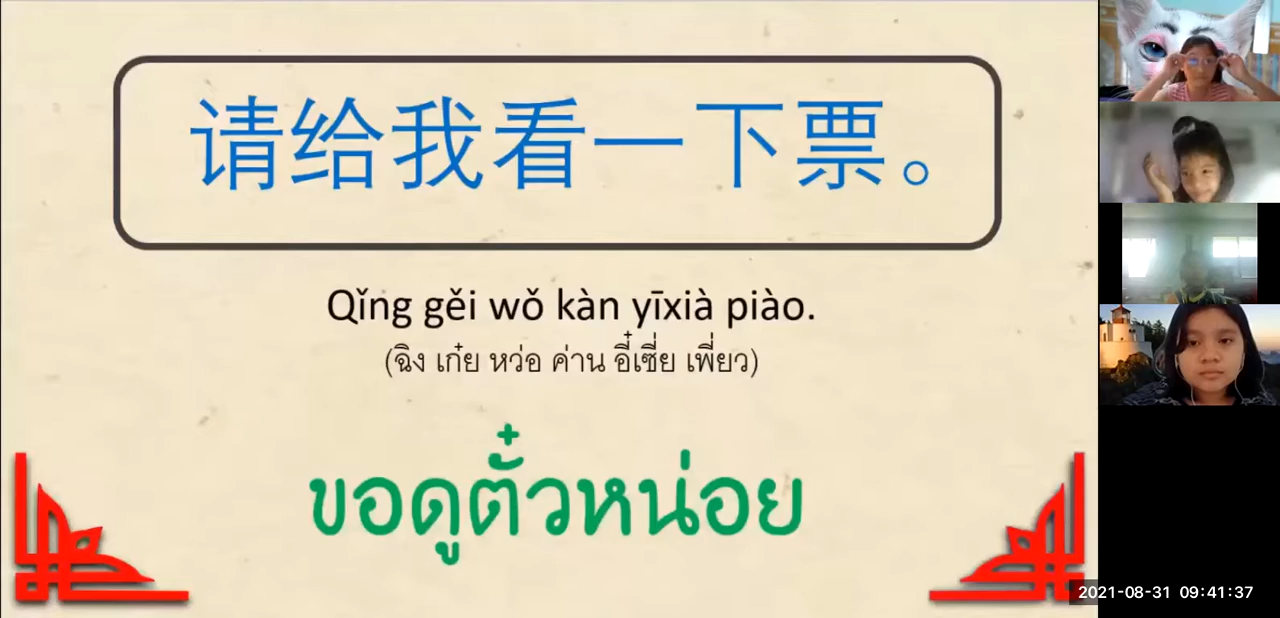 请给我看一下票。
Qǐng gěi wǒ kàn yīxià piào.
(ฉิง เก๋ย หว่อ ค่าน อี๋เซี่ย เพี่ยว)
ขอดูตั๋วหน่อย
2021-08-31 09:41:37